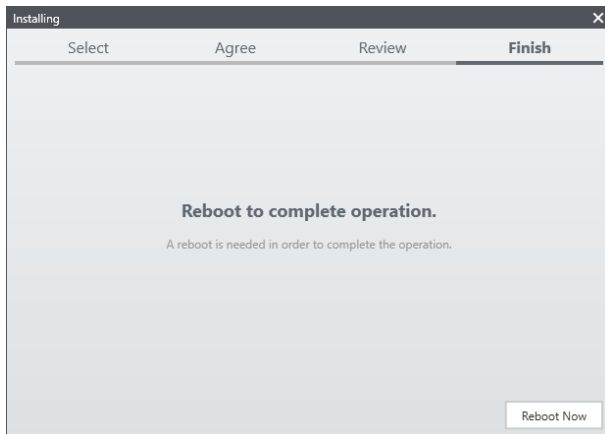 Installing
Select Agree Review Finish
Reboot to complete operation.
A reboot is needed in order to complete the operation.
Reboot Now